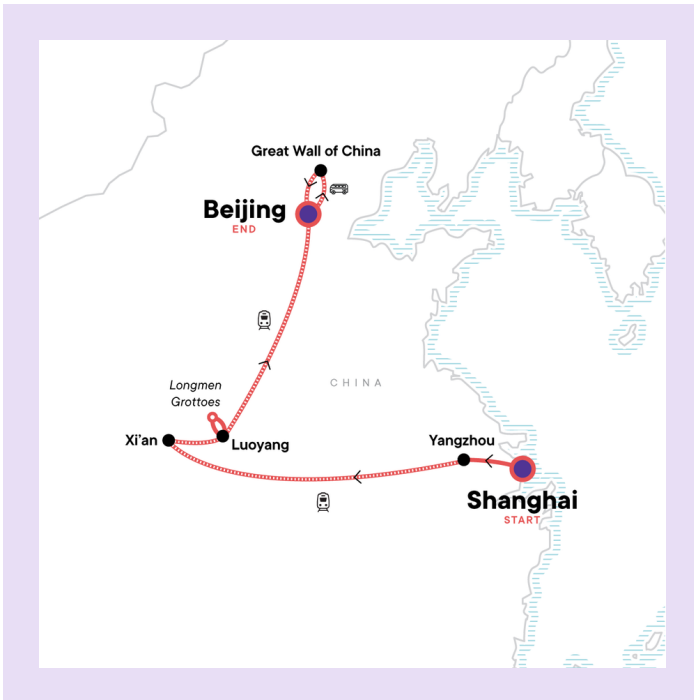 Great Wall of China
Beijing
END
CHINA
Longmen
Grottoes
Xi’an
Luoyang
Yangzhou
Shanghai
START